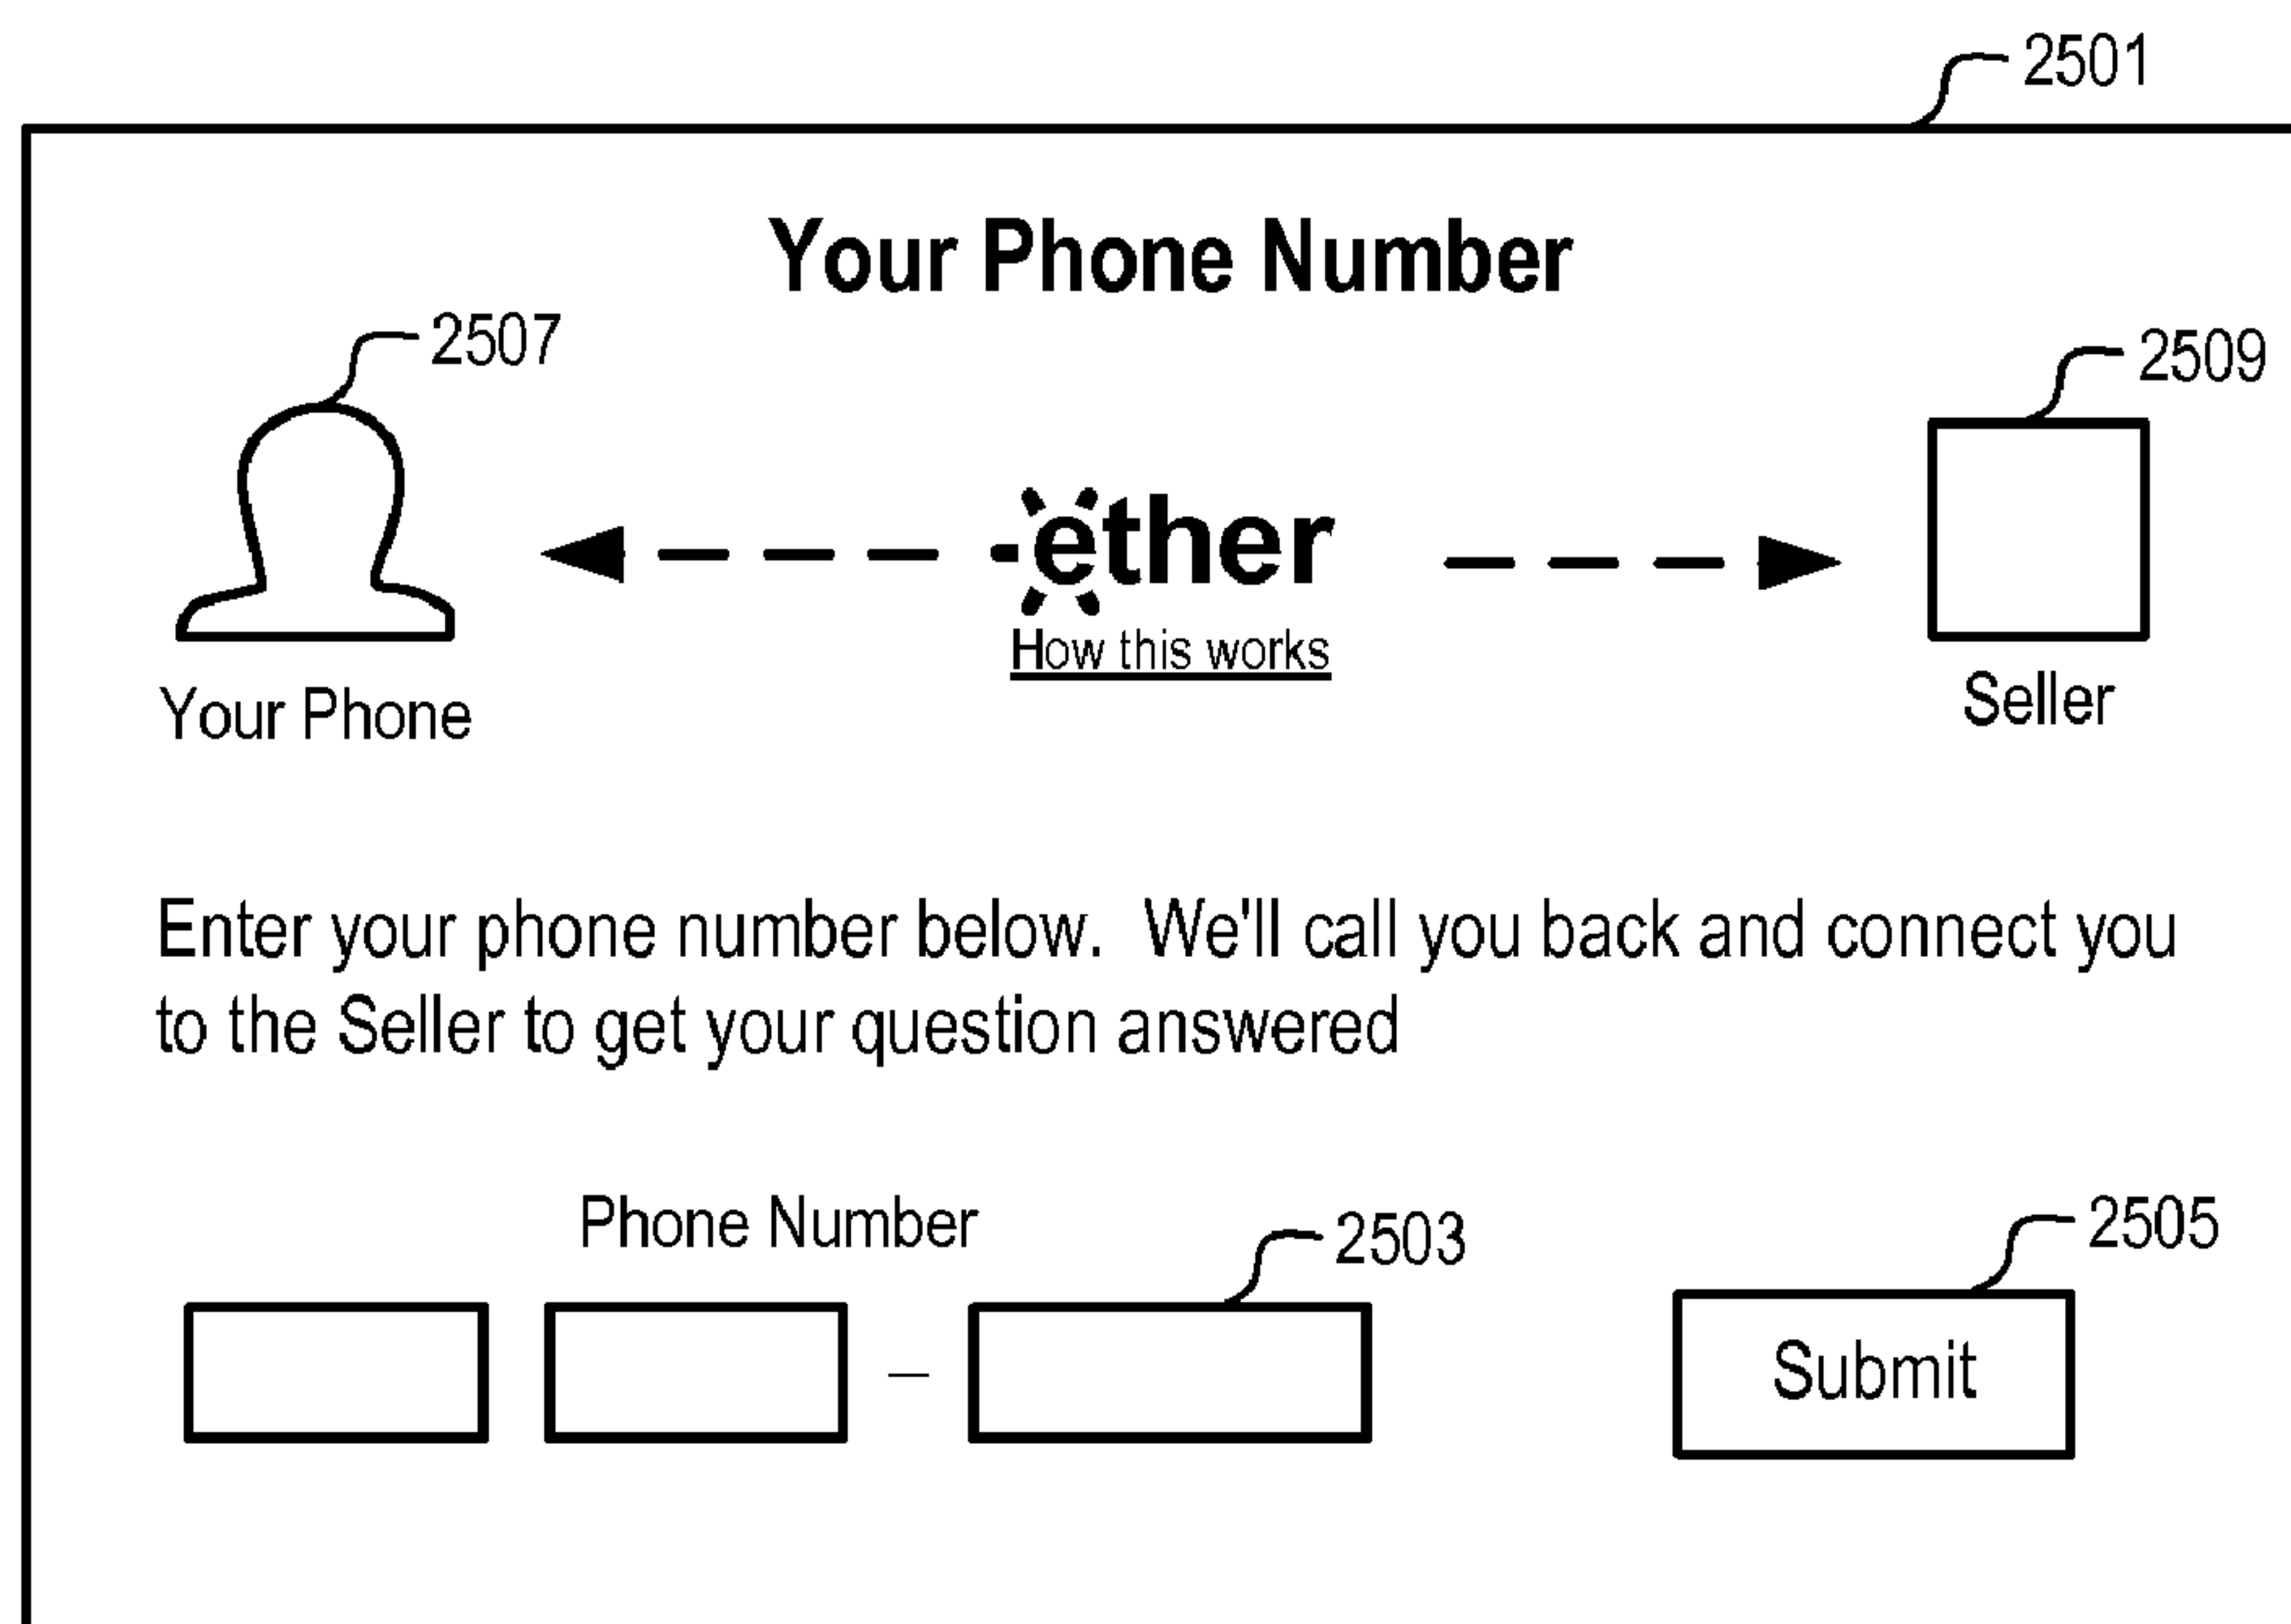 2501
Your Phone Number
2507
2509
ether
How this works
Your Phone
Seller
Enter your phone number below. We'll call you back and connect you
to the Seller to get your question answered
Phone Number
2503
2505
–
Submit